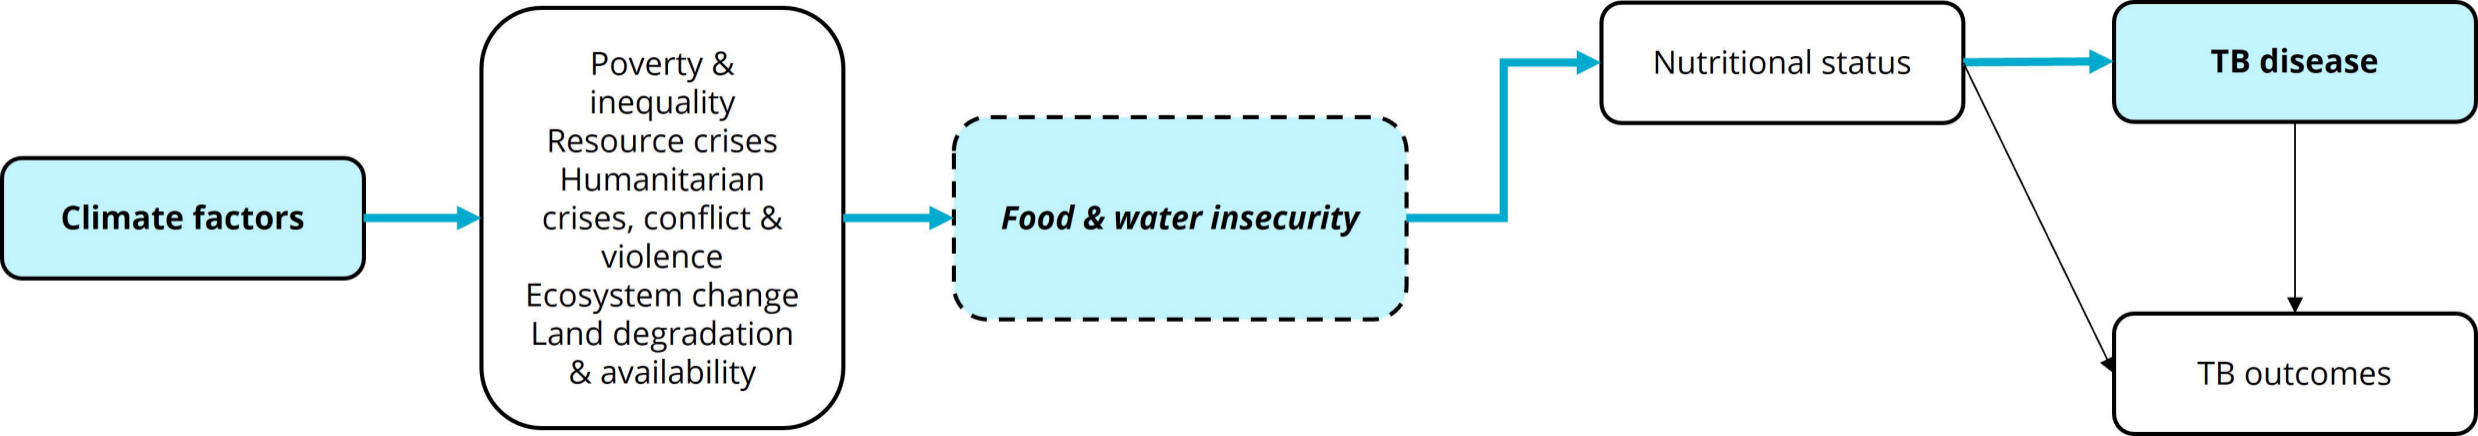 Climate factors
Poverty &
inequality
Resource crises
Humanitarian
crises, conflict &
violence
Ecosystem change
Land degradation
& availability
Food & water insecurity
Nutritional status
TB disease
TB outcomes